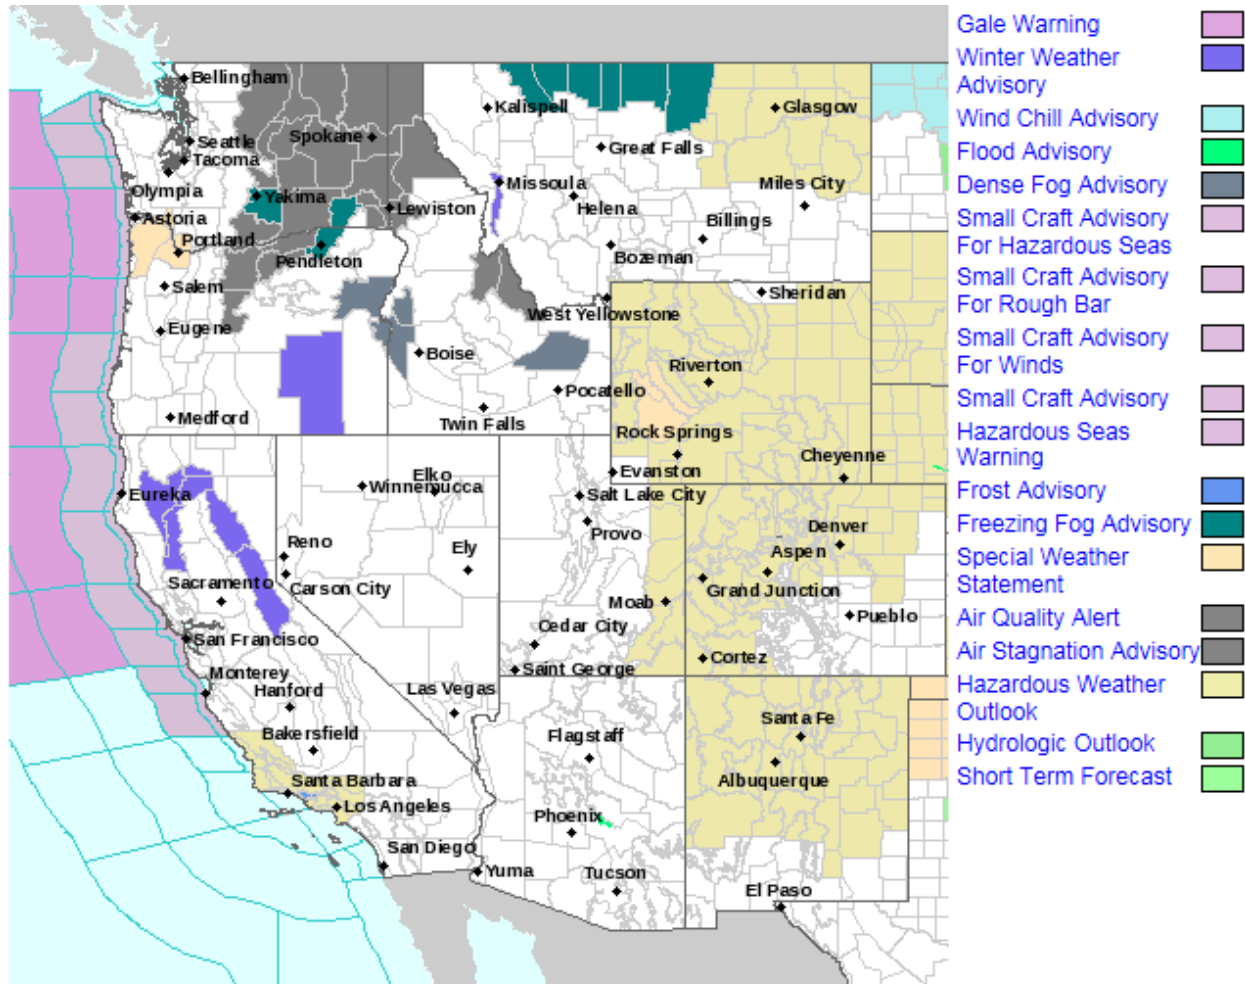 Gale Warning
Winter Weather
Advisory
Wind Chill Advisory
Flood Advisory
Dense Fog Advisory
Small Craft Advisory
For Hazardous Seas
Small Craft Advisory
For Rough Bar
Small Craft Advisory
For Winds
Small Craft Advisory
Hazardous Seas
Warning
Frost Advisory
Freezing Fog Advisory
Special Weather
Statement
Air Quality Alert
Air Stagnation Advisory
Hazardous Weather
Outlook
Hydrologic Outlook
Short Term Forecast
Bellingham
Seattle
Tacoma
Olympia
Spokane
Yakima
Astoria
Portland
Pendleton
Lewiston
Salem
Eugene
Medford
Kalispell
Great Falls
Glasgow
Missoula
Helena
Miles City
Billings
Bozeman
West Yellowstone
Sheridan
Boise
Pocatello
Twin Falls
Riverton
Rock Springs
Evanston
Cheyenne
Eureka
Winnemucca
Elko
Salt Lake City
Provo
Reno
Carson City
Ely
Denver
Aspen
Grand Junction
Sacramento
Moab
Pueblo
San Francisco
Cedar City
Saint George
Cortez
Monterey
Hanford
Las Vegas
Bakersfield
Flagstaff
Santa Fe
Albuquerque
Santa Barbara
Los Angeles
Phoenix
San Diego
Yuma
Tucson
El Paso